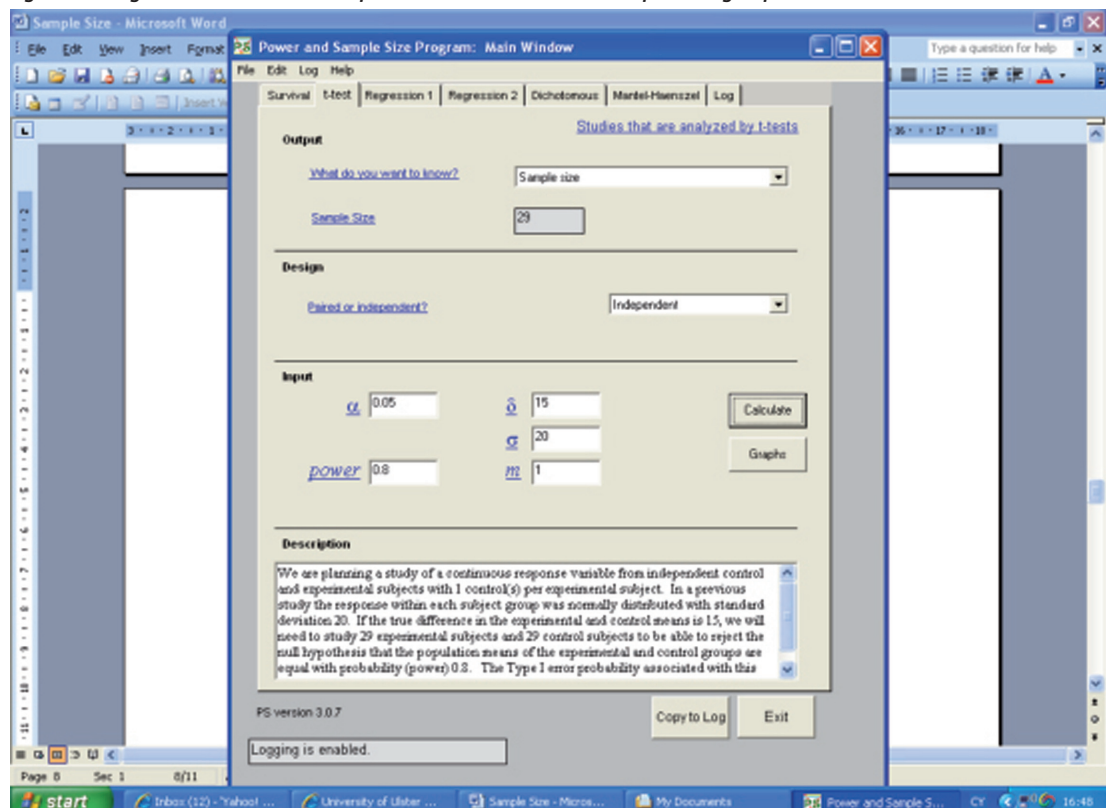 Sample Size - Microsoft Word
File Edit View Insert Format
Type a question for help
Power and Sample Size Program: Main Window
File Edit Log Help
Survival t-test Regression 1 Regression 2 Dichotomous Mantel-Haenszel Log
Studies that are analyzed by t-tests
Output
What do you want to know? Sample size
Sample Size 29
Design
Paired or independent? Independent
Input
α 0.05 δ 15
Calculate
σ 20
Graphs
power 0.8 m 1
Description
We are planning a study of a continuous response variable from independent control
and experimental subjects with 1 control(s) per experimental subject. In a previous
study the response within each subject group was normally distributed with standard
deviation 20. If the true difference in the experimental and control means is 15, we will
need to study 29 experimental subjects and 29 control subjects to be able to reject the
null hypothesis that the population means of the experimental and control groups are
equal with probability (power) 0.8. The Type I error probability associated with this
PS version 3.0.7
Copy to Log Exit
Logging is enabled.
Page 8 Sec 1 8/11
start Inbox (12) - Yahoo! ... University of Ulster ... Sample Size - Micros... My Documents Power and Sample S... CY 16:48